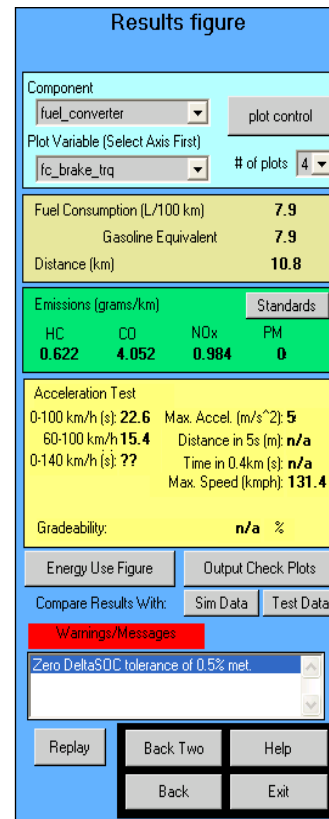 Results figure
Component
fuel_converter
plot control
Plot Variable (Select Axis First)
fc_brake_trq
# of plots 4
Fuel Consumption (L/100 km) 7.9
Gasoline Equivalent 7.9
Distance (km) 10.8
Emissions (grams/km) Standards
HC CO NOx PM
0.622 4.052 0.984 0
Acceleration Test
0-100 km/h (s): 22.6 Max. Accel. (m/s^2): 5
60-100 km/h 15.4 Distance in 5s (m): n/a
0-140 km/h (s): ?? Time in 0.4km (s): n/a
Max. Speed (kmph): 131.4
Gradeability: n/a %
Energy Use Figure Output Check Plots
Compare Results With: Sim Data Test Data
Warnings/Messages
Zero DeltaSOC tolerance of 0.5% met.
Replay Back Two Help
Back Exit